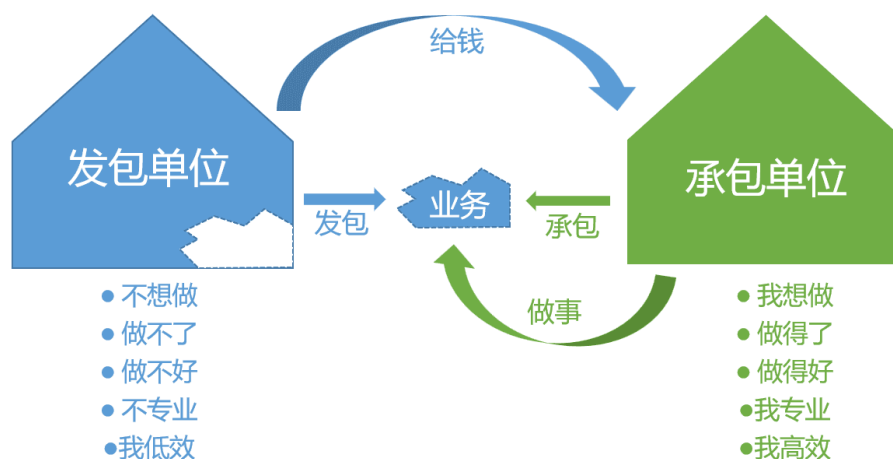 给钱
发包单位
承包单位
业务
发包
承包
做事
● 不想做
● 做不了
● 做不好
● 不专业
●我低效
● 我想做
● 做得了
● 做得好
●我专业
●我高效